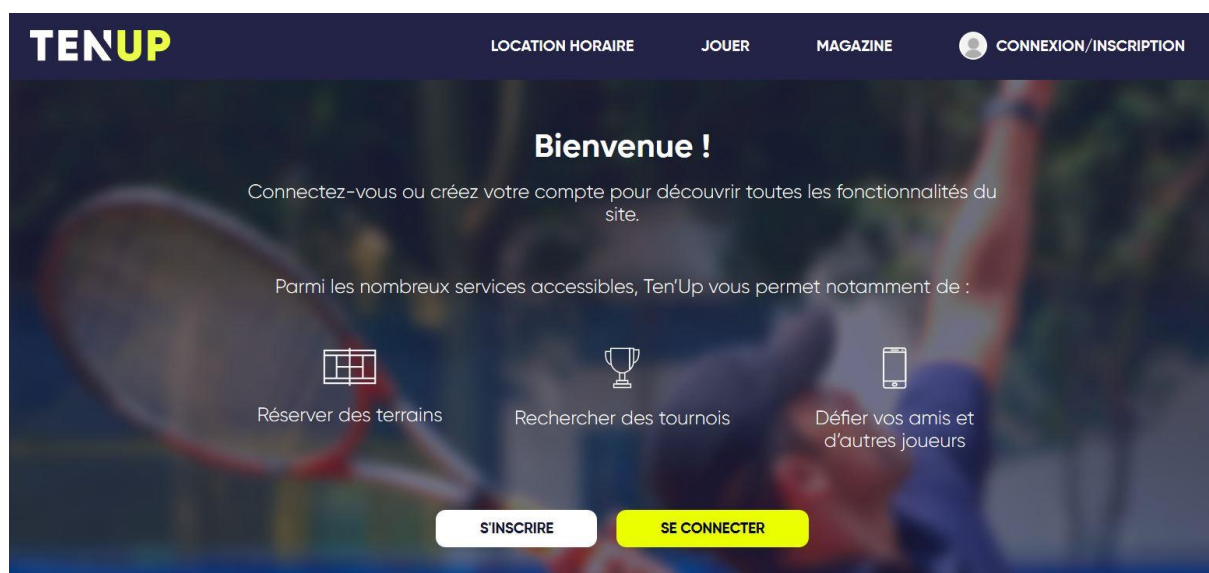 TENUP
LOCATION HORAIRE
JOUER
MAGAZINE
CONNEXION/INSCRIPTION
Bienvenue !
Connectez-vous ou créez votre compte pour découvrir toutes les fonctionnalités du
site.
Parmi les nombreux services accessibles, Ten'Up vous permet notamment de :
Réserver des terrains
Rechercher des tournois
Défier vos amis et
d'autres joueurs
S'INSCRIRE
SE CONNECTER